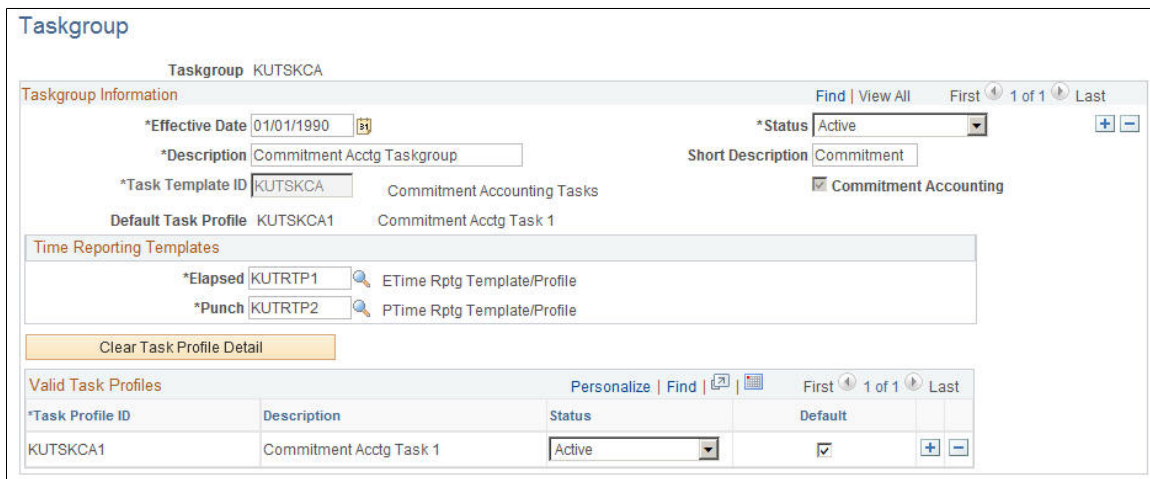 Taskgroup
Taskgroup KUTSKCA
Taskgroup Information Find | View All First 1 of 1 Last
*Effective Date 01/01/1990 31 *Status Active
*Description Commitment Acctg Taskgroup Short Description Commitment
*Task Template ID KUTSKCA Commitment Accounting Tasks Commitment Accounting
Default Task Profile KUTSKCA1 Commitment Acctg Task 1
Time Reporting Templates
*Elapsed KUTRTP1 ETime Rptg Template/Profile
*Punch KUTRTP2 PTime Rptg Template/Profile
Clear Task Profile Detail
Valid Task Profiles Personalize | Find | | First 1 of 1 Last
*Task Profile ID Description Status Default
KUTSKCA1 Commitment Acctg Task 1 Active